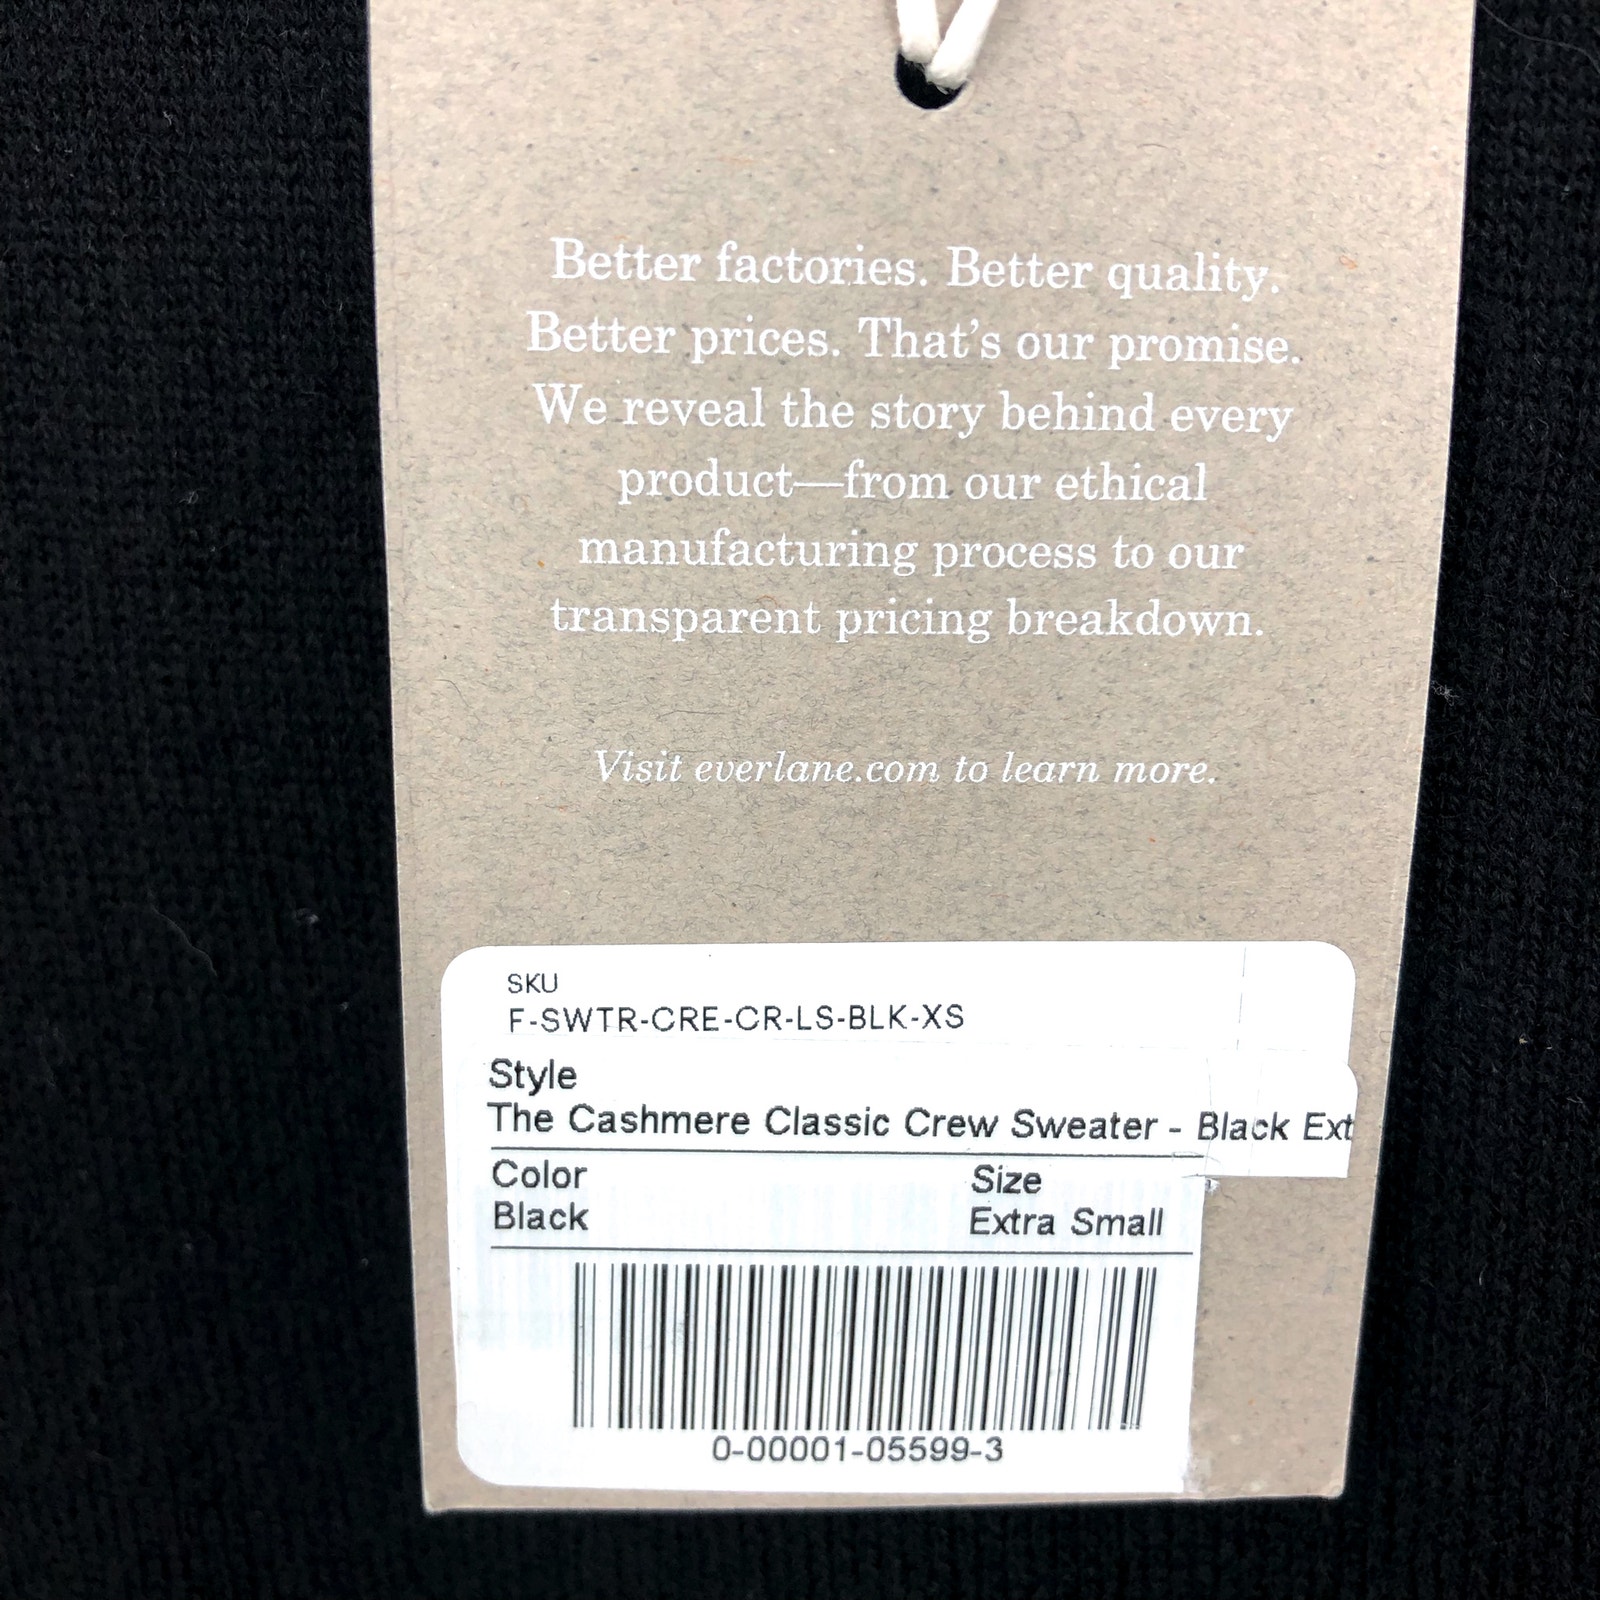 Better factories. Better quality.
Better prices. That's our promise.
We reveal the story behind every
product—from our ethical
manufacturing process to our
transparent pricing breakdown.
Visit everlane.com to learn more.
SKU
F-SWTR-CRE-CR-LS-BLK-XS
Style
The Cashmere Classic Crew Sweater - Black Ext
Color Size
Black Extra Small
0-00001-05599-3